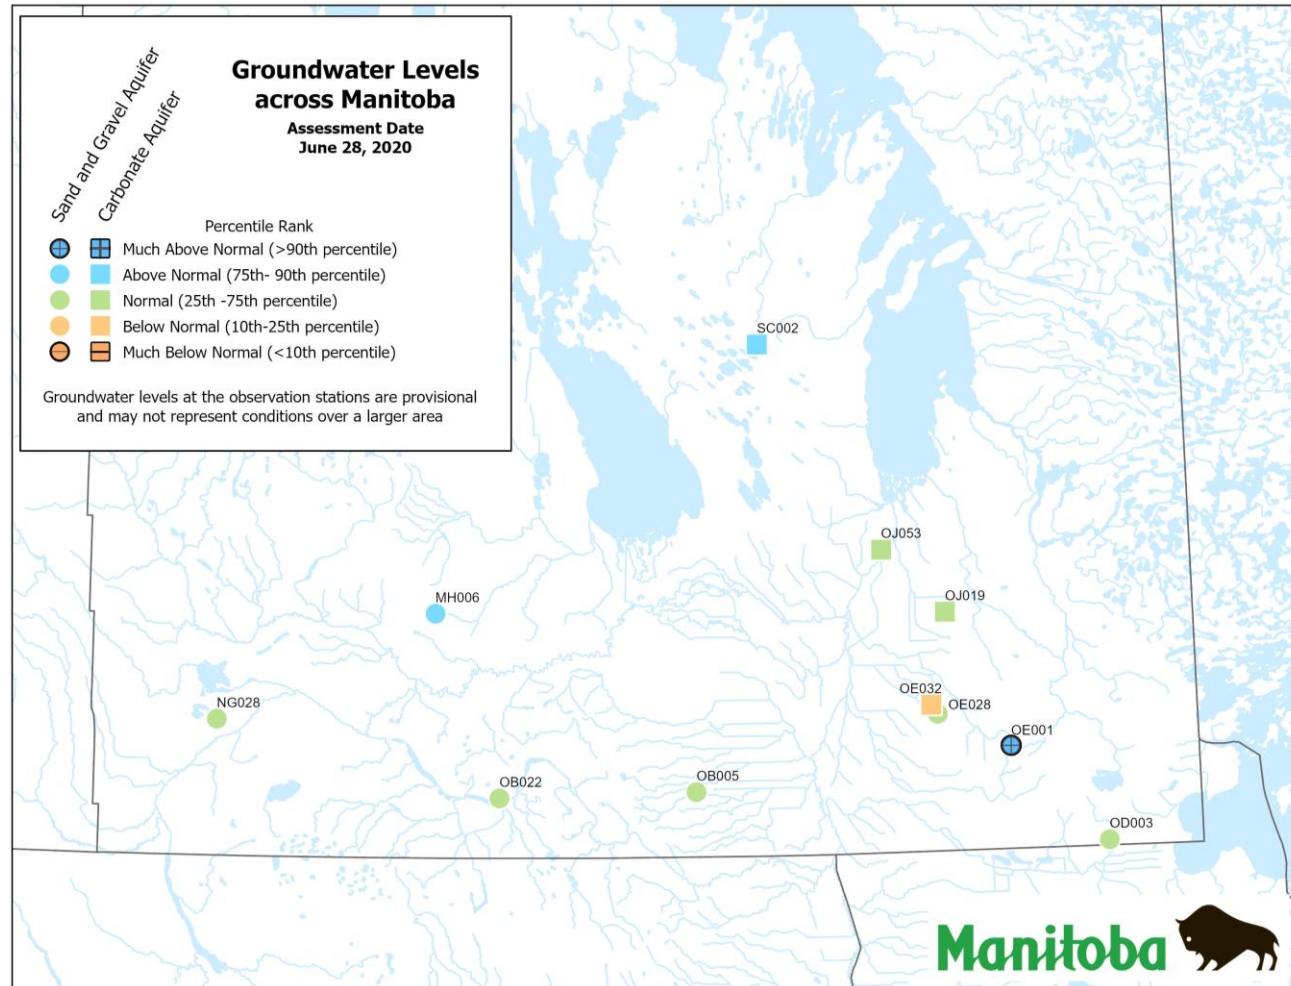 Groundwater Levels
across Manitoba
Assessment Date
June 28, 2020
Sand and Gravel Aquifer
Carbonate Aquifer
Percentile Rank
Much Above Normal (>90th percentile)
Above Normal (75th- 90th percentile)
Normal (25th -75th percentile)
Below Normal (10th-25th percentile)
Much Below Normal (<10th percentile)
Groundwater levels at the observation stations are provisional
and may not represent conditions over a larger area
SC002
OJ053
MH006
OJ019
OE032
NG028
OE028
OE001
OB022
OB005
OD003
Manitoba